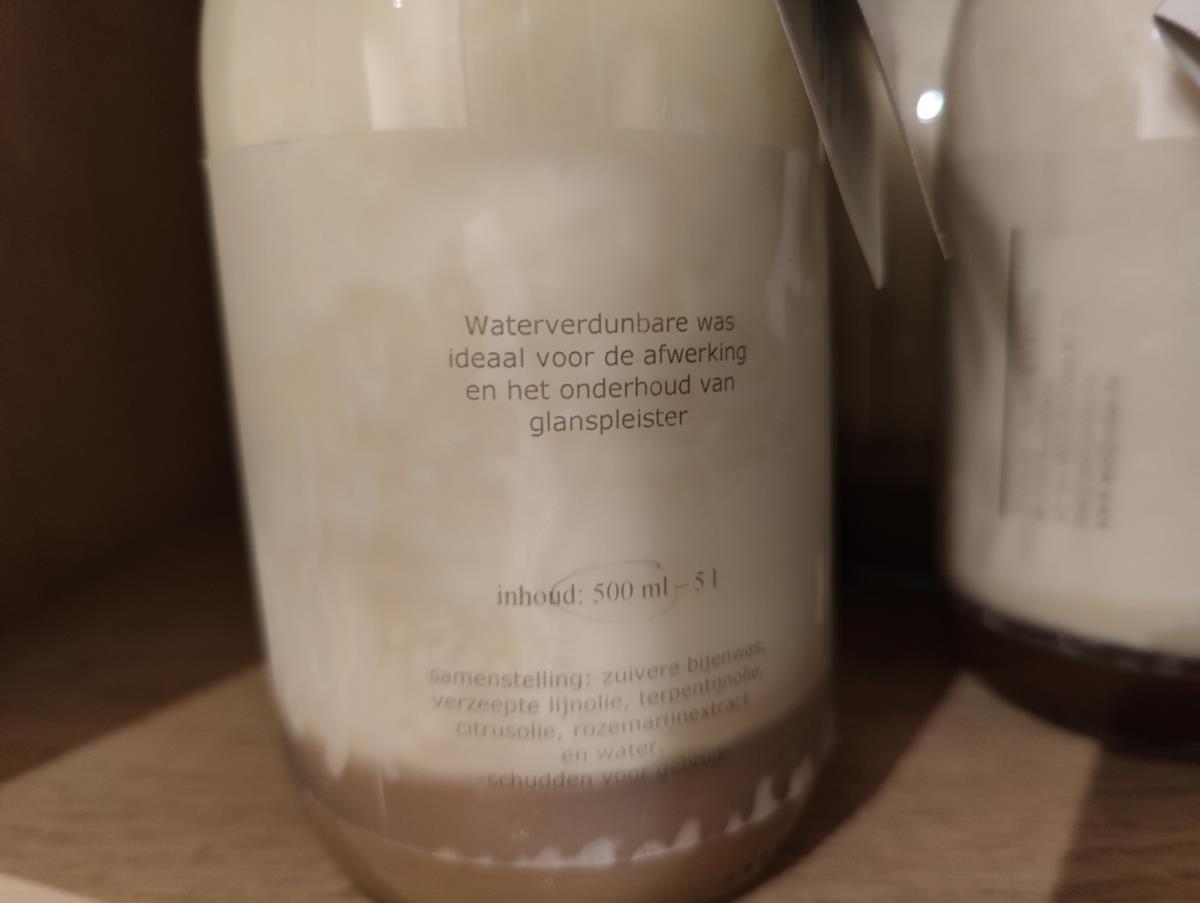 Waterverdunbare was
ideaal voor de afwerking
en het onderhoud van
glanspleister
inhoud: 500 ml – 5 l
samenstelling: zuivere bijenwas,
verzeepte lijnolie, terpentijnolie,
citrusolie, rozemarijnextract
en water.
-schudden voor gebruik-